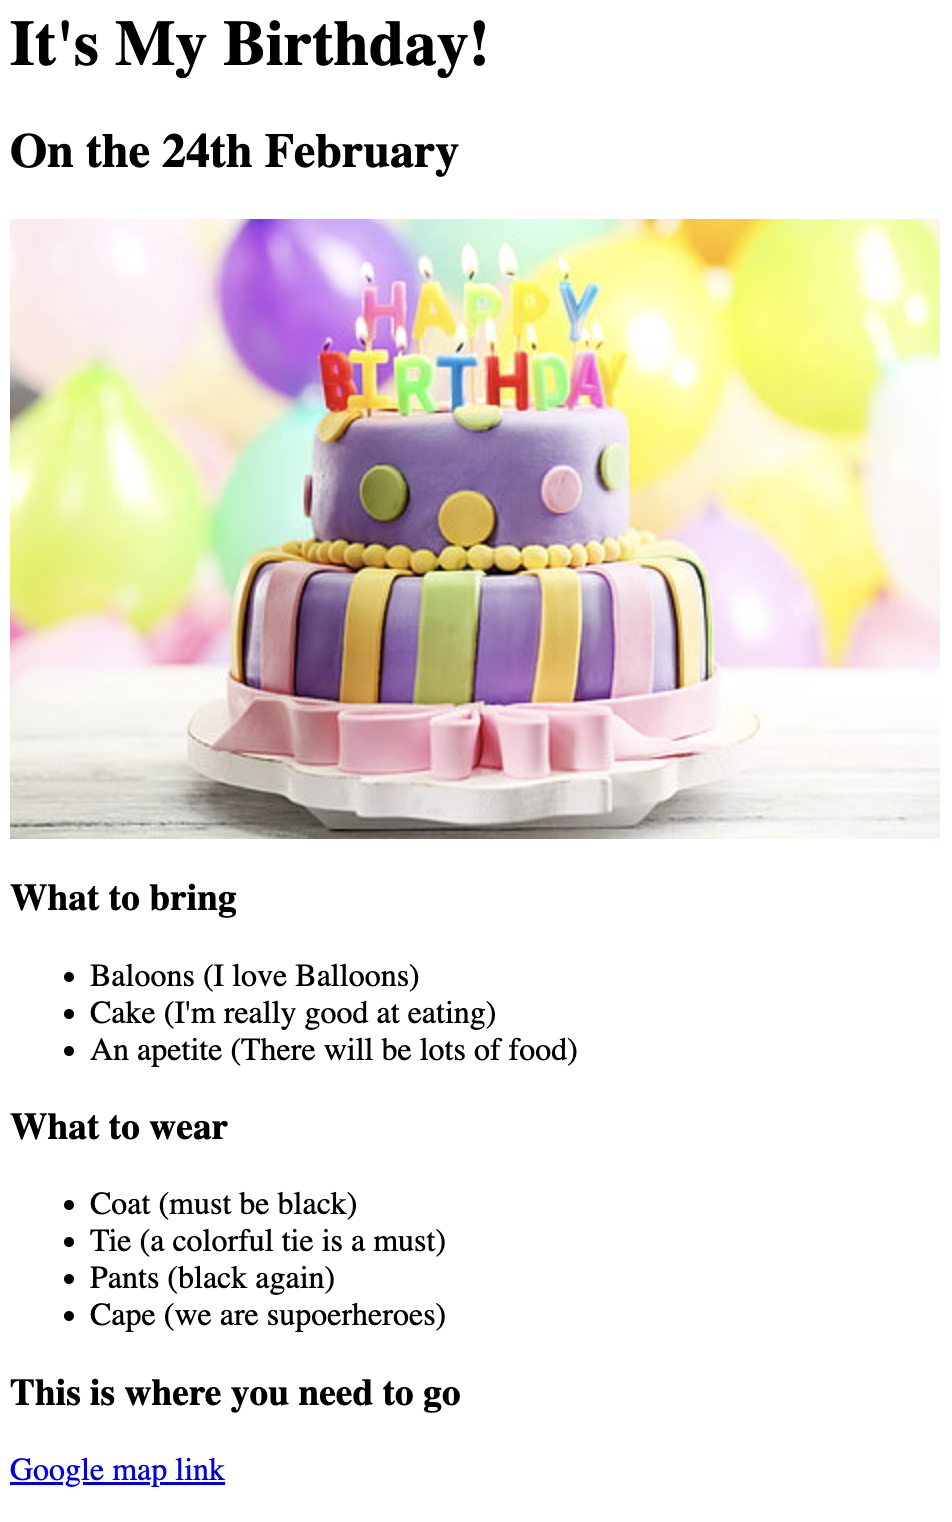 It's My Birthday!
On the 24th February
HAPPY
BIRTHDAY
What to bring
Baloons (I love Balloons)
Cake (I'm really good at eating)
An apetite (There will be lots of food)
What to wear
Coat (must be black)
Tie (a colorful tie is a must)
Pants (black again)
Cape (we are supoerheroes)
This is where you need to go
Google map link